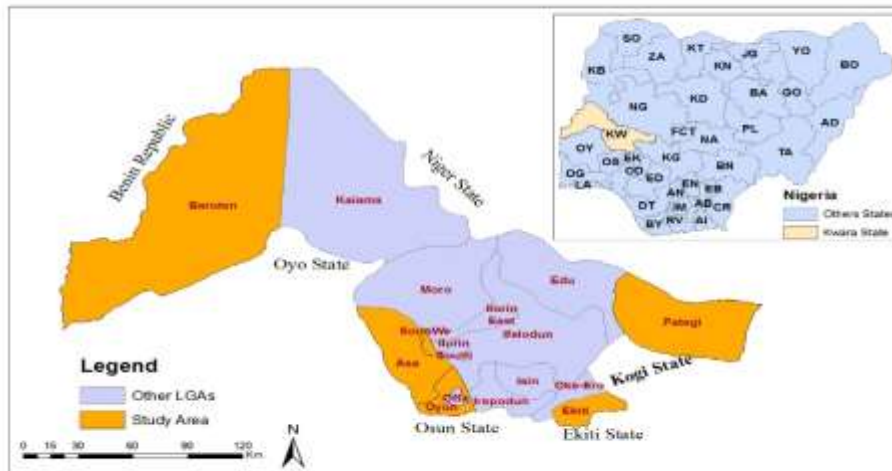 Benin Republic
Baruten
Kaiama
Niger State
Oyo State
Moro
Edu
Ilorin
East
Ifelodun
Ilorin
South
Asa
Pategi
Isin
Oke-Ero
Kogi State
Offa
Irepodun
Oyun
Ekiti
Osun State
Ekiti State
Legend
Other LGAs
Study Area
0 15 30 60 90 120
Km
N
SO
KT
JG
YO
BO
KB
ZA
KN
BA
GO
NG
KD
AD
KW
FCT
NA
PL
OY
TA
OS
EK
KG
BN
OG
OD
LA
ED
EN
EB
AN
DT
IM
AB
CR
BY
RV
AI
Nigeria
Others State
Kwara State